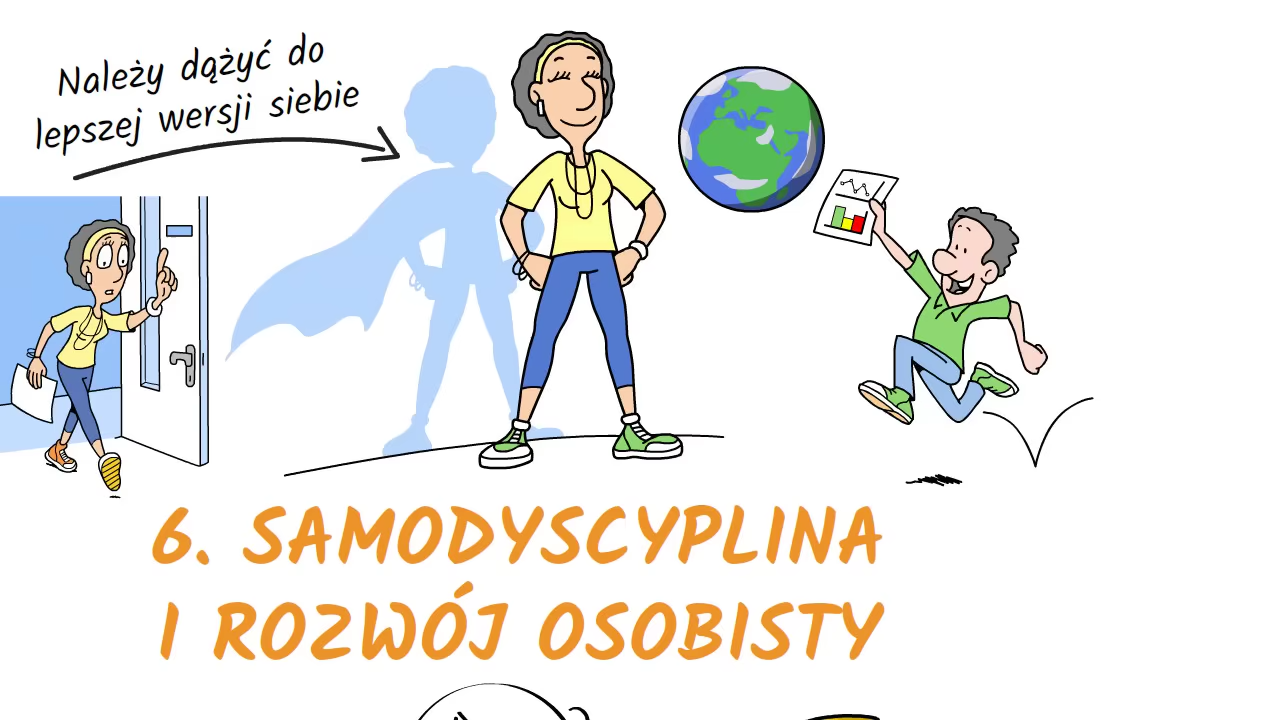 Należy dążyć do
lepszej wersji siebie
6. SAMODYSCYPLINA
I ROZWÓJ OSOBISTY